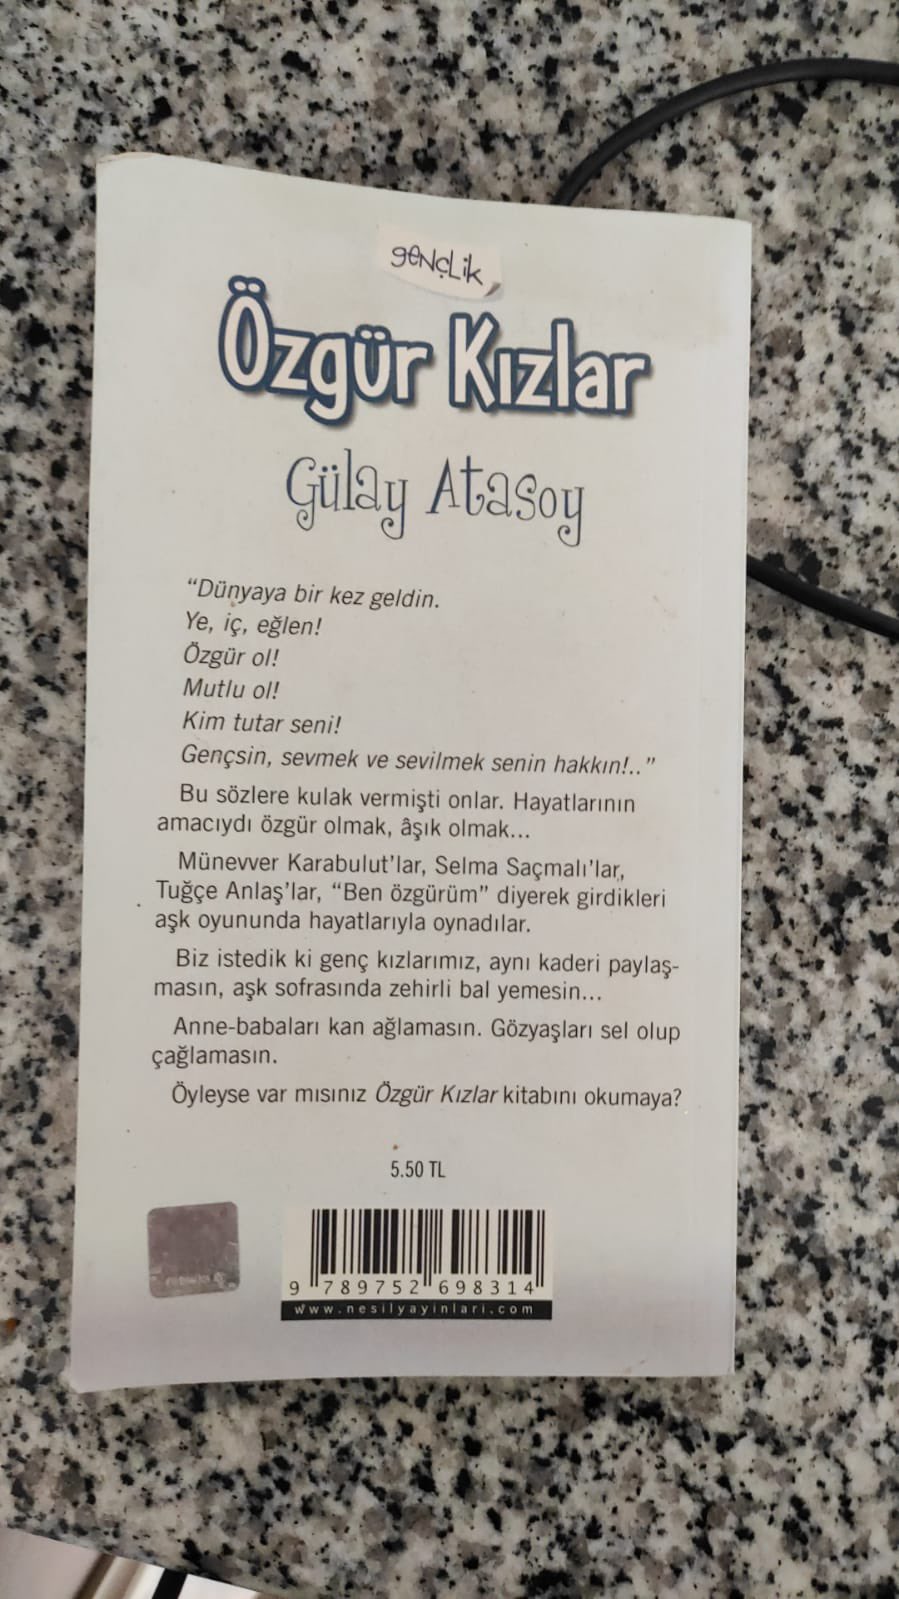 gENÇLiK
Özgür Kızlar
Gülay Atasoy
“Dünyaya bir kez geldin.
Ye, iç, eğlen!
Özgür ol!
Mutlu ol!
Kim tutar seni!
Gençsin, sevmek ve sevilmek senin hakkın!..”
Bu sözlere kulak vermişti onlar. Hayatlarının
amacıydı özgür olmak, âşık olmak...
Münevver Karabulut’lar, Selma Saçmalı’lar,
Tuğçe Anlaş’lar, “Ben özgürüm” diyerek girdikleri
aşk oyununda hayatlarıyla oynadılar.
Biz istedik ki genç kızlarımız, aynı kaderi paylaş-
masın, aşk sofrasında zehirli bal yemesin...
Anne-babaları kan ağlamasın. Gözyaşları sel olup
çağlamasın.
Öyleyse var mısınız Özgür Kızlar kitabını okumaya?
5.50 TL
9 789752 698314
www.nesilyayinlari.com